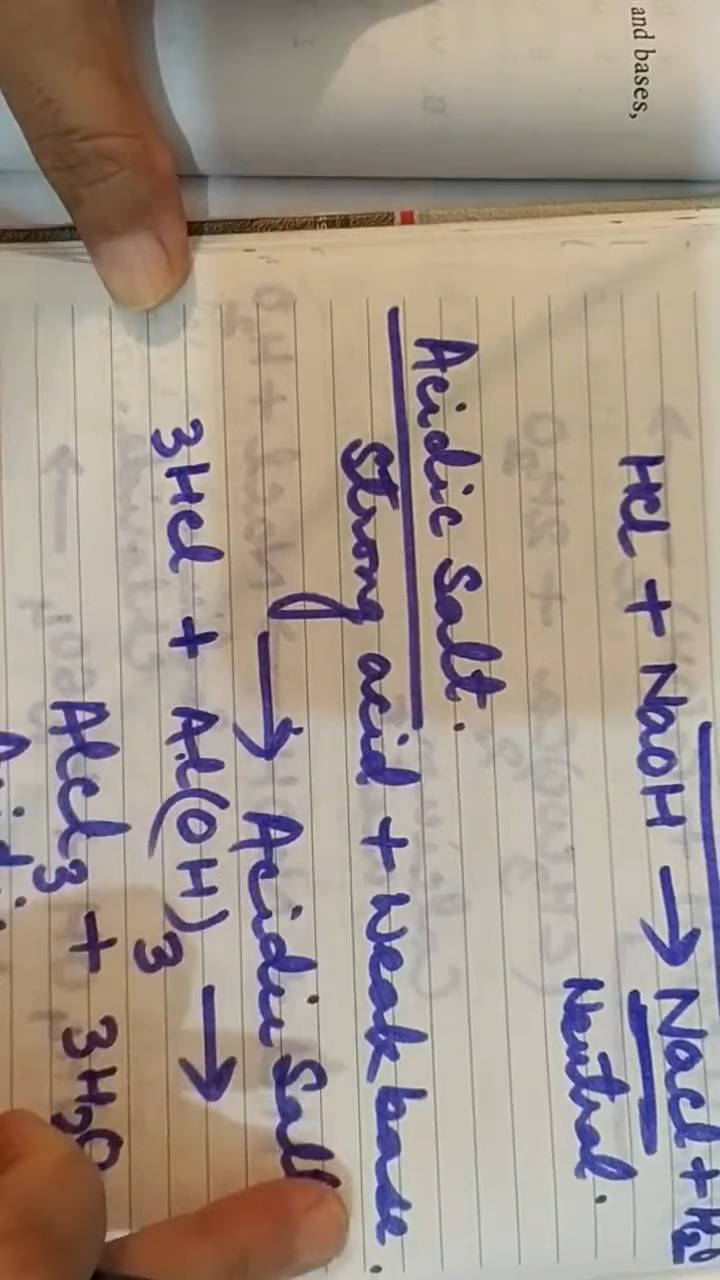 and bases,
HCl + NaOH → NaCl + H2O
Neutral.
Acidic Salt.
Strong acid + Weak base.
→ Acidic Salt
3HCl + Al(OH)3 →
AlCl3 + 3H2O